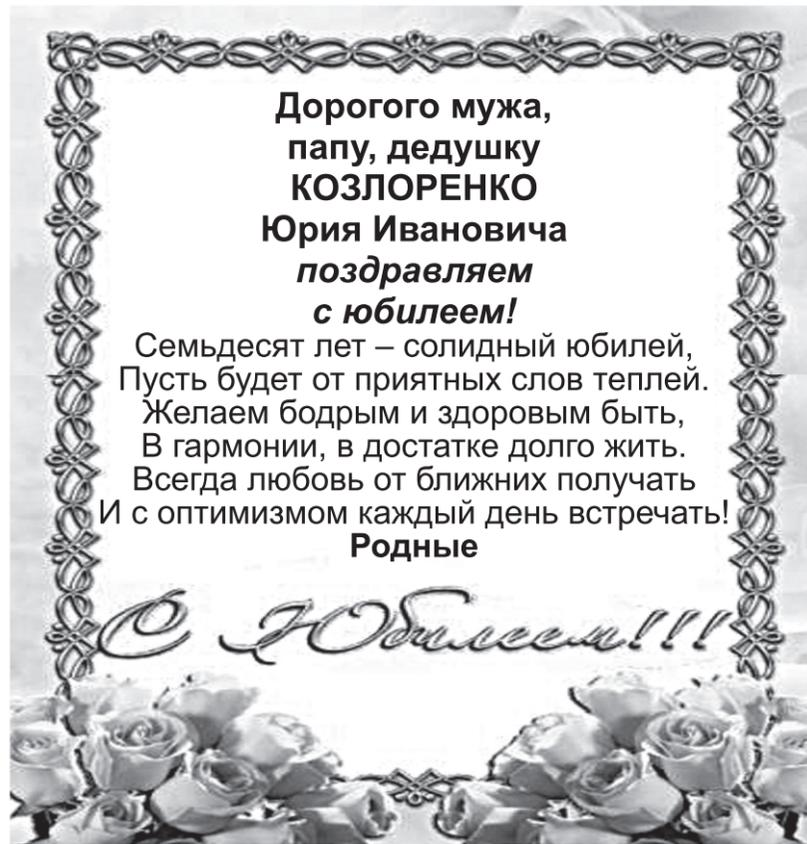 Дорогого мужа,
папу, дедушку
КОЗЛОРЕНКО
Юрия Ивановича
поздравляем
с юбилеем!
Семьдесят лет – солидный юбилей,
Пусть будет от приятных слов теплей.
Желаем бодрым и здоровым быть,
В гармонии, в достатке долго жить.
Всегда любовь от ближних получать
И с оптимизмом каждый день встречать!
Родные
С Юбилеем!!!